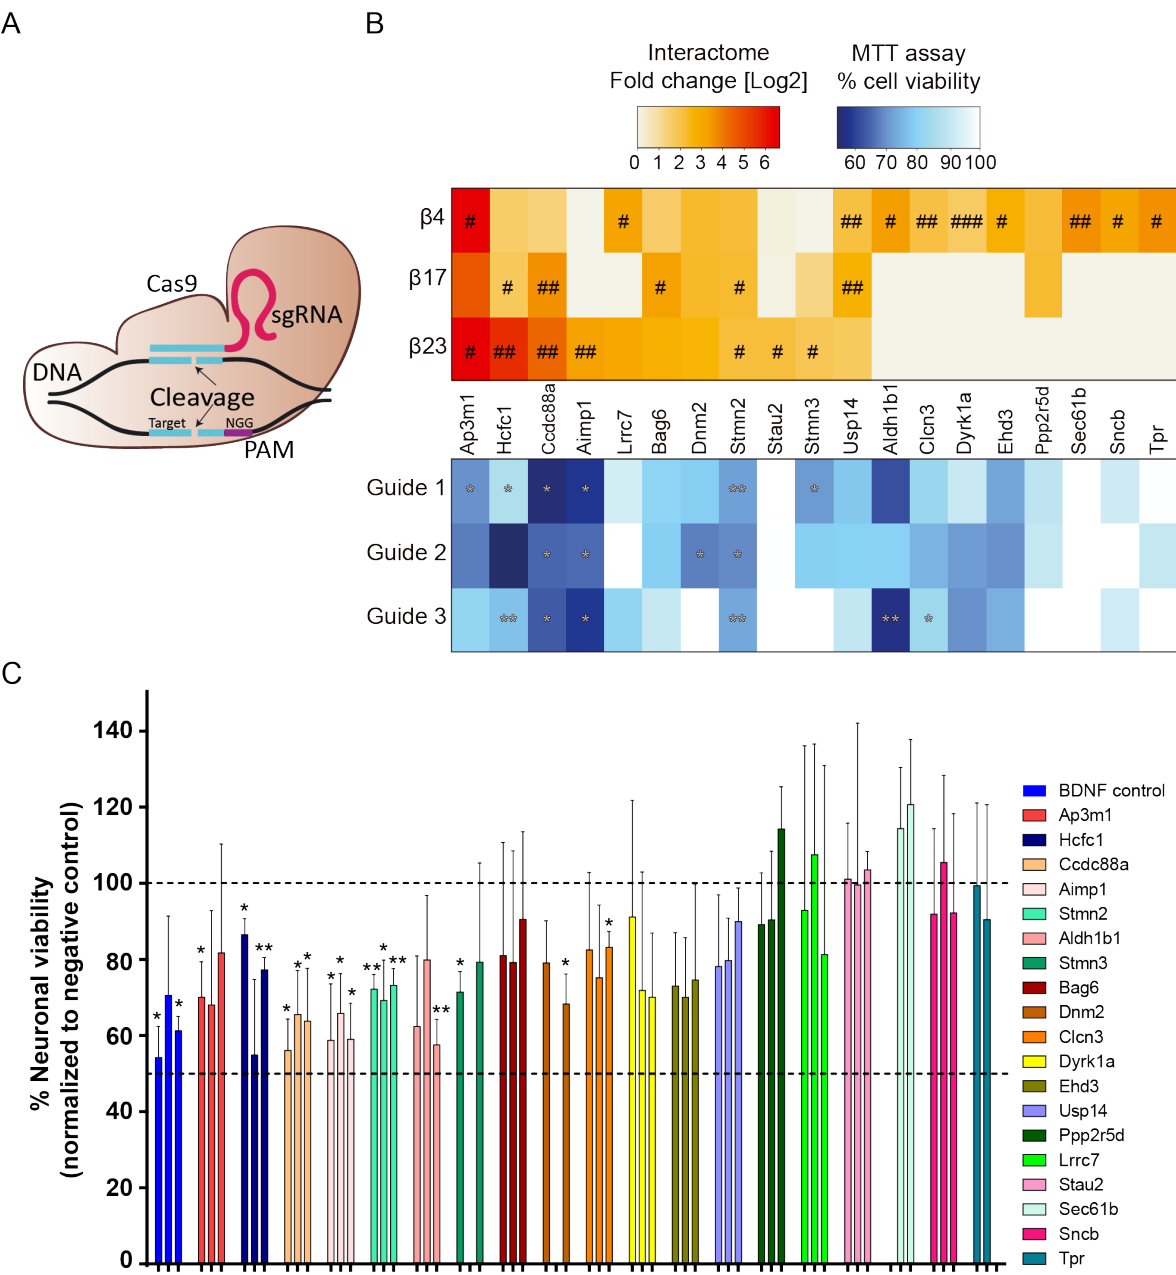 A
B
Interactome
Fold change [Log2]
MTT assay
% cell viability
0 1 2 3 4 5 6
60 70 80 90 100
β4
# # ## # ## ### # ## # #
β17
# ## # # ##
β23
# ## ## ## # # #
Ap3m1
Hcfc1
Ccdc88a
Aimp1
Lrrc7
Bag6
Dnm2
Stmn2
Stau2
Stmn3
Usp14
Aldh1b1
Clcn3
Dyrk1a
Ehd3
Ppp2r5d
Sec61b
Sncb
Tpr
Guide 1
* * * * ** *
Guide 2
* * * *
Guide 3
** * * ** ** *
Cas9
sgRNA
DNA
Cleavage
Target
NGG
PAM
C
% Neuronal viability
(normalized to negative control)
140
120
100
80
60
40
20
0
* * * * ** * * * * * * ** * ** ** * * *
BDNF control
Ap3m1
Hcfc1
Ccdc88a
Aimp1
Stmn2
Aldh1b1
Stmn3
Bag6
Dnm2
Clcn3
Dyrk1a
Ehd3
Usp14
Ppp2r5d
Lrrc7
Stau2
Sec61b
Sncb
Tpr